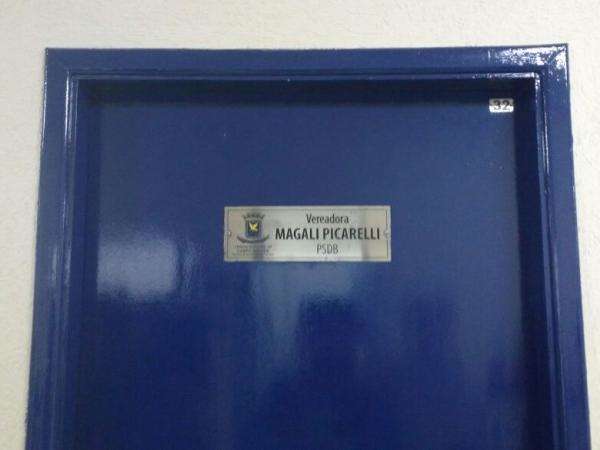 32
Vereadora
MAGALI PICARELLI
PSDB